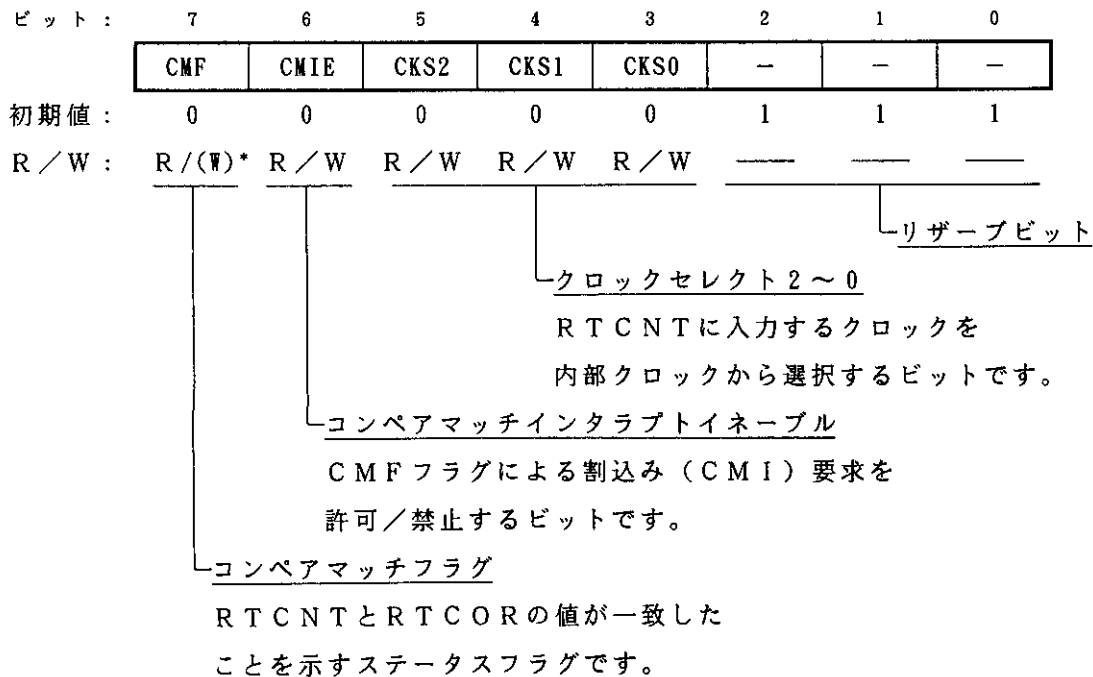 ビット： 7 6 5 4 3 2 1 0
CMF CMIE CKS2 CKS1 CKS0 － － －
初期値： 0 0 0 0 0 1 1 1
R／W： R/(W)* R／W R／W R／W R／W ── ── ──
リザーブビット
クロックセレクト2～0
RTCNTに入力するクロックを
内部クロックから選択するビットです。
コンペアマッチインタラプトイネーブル
CMFフラグによる割込み（CMI）要求を
許可／禁止するビットです。
コンペアマッチフラグ
RTCNTとRTCORの値が一致した
ことを示すステータスフラグです。